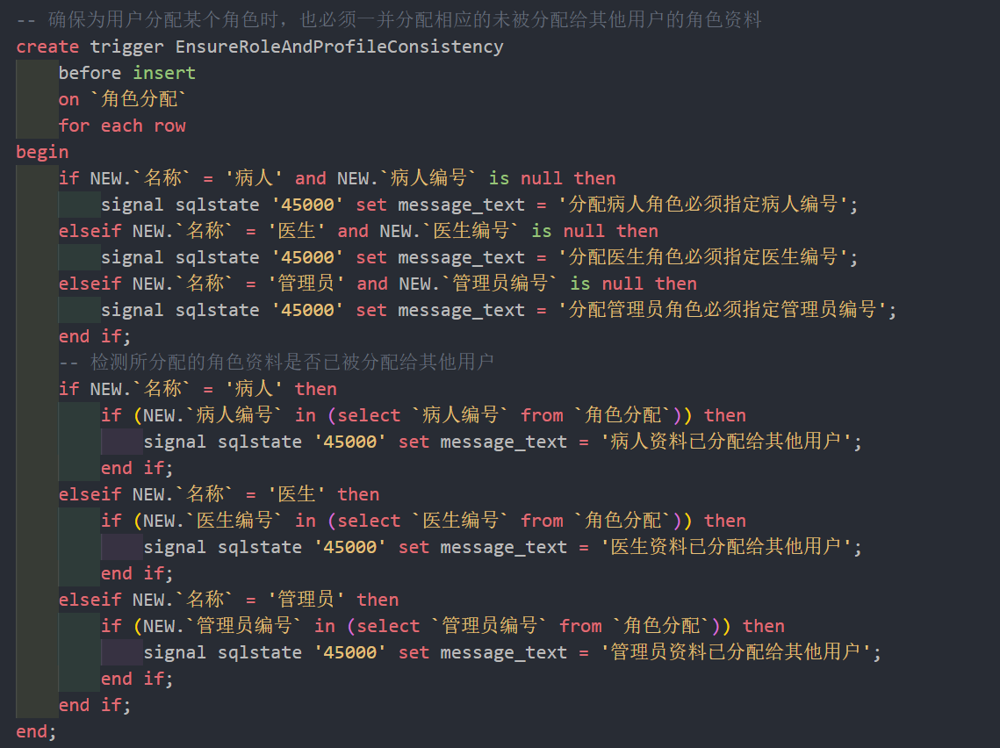 -- 确保为用户分配某个角色时，也必须一并分配相应的未被分配给其他用户的角色资料
create trigger EnsureRoleAndProfileConsistency
    before insert
    on `角色分配`
    for each row
begin
    if NEW.`名称` = '病人' and NEW.`病人编号` is null then
        signal sqlstate '45000' set message_text = '分配病人角色必须指定病人编号';
    elseif NEW.`名称` = '医生' and NEW.`医生编号` is null then
        signal sqlstate '45000' set message_text = '分配医生角色必须指定医生编号';
    elseif NEW.`名称` = '管理员' and NEW.`管理员编号` is null then
        signal sqlstate '45000' set message_text = '分配管理员角色必须指定管理员编号';
    end if;
    -- 检测所分配的角色资料是否已被分配给其他用户
    if NEW.`名称` = '病人' then
        if (NEW.`病人编号` in (select `病人编号` from `角色分配`)) then
            signal sqlstate '45000' set message_text = '病人资料已分配给其他用户';
        end if;
    elseif NEW.`名称` = '医生' then
        if (NEW.`医生编号` in (select `医生编号` from `角色分配`)) then
            signal sqlstate '45000' set message_text = '医生资料已分配给其他用户';
        end if;
    elseif NEW.`名称` = '管理员' then
        if (NEW.`管理员编号` in (select `管理员编号` from `角色分配`)) then
            signal sqlstate '45000' set message_text = '管理员资料已分配给其他用户';
        end if;
    end if;
end;